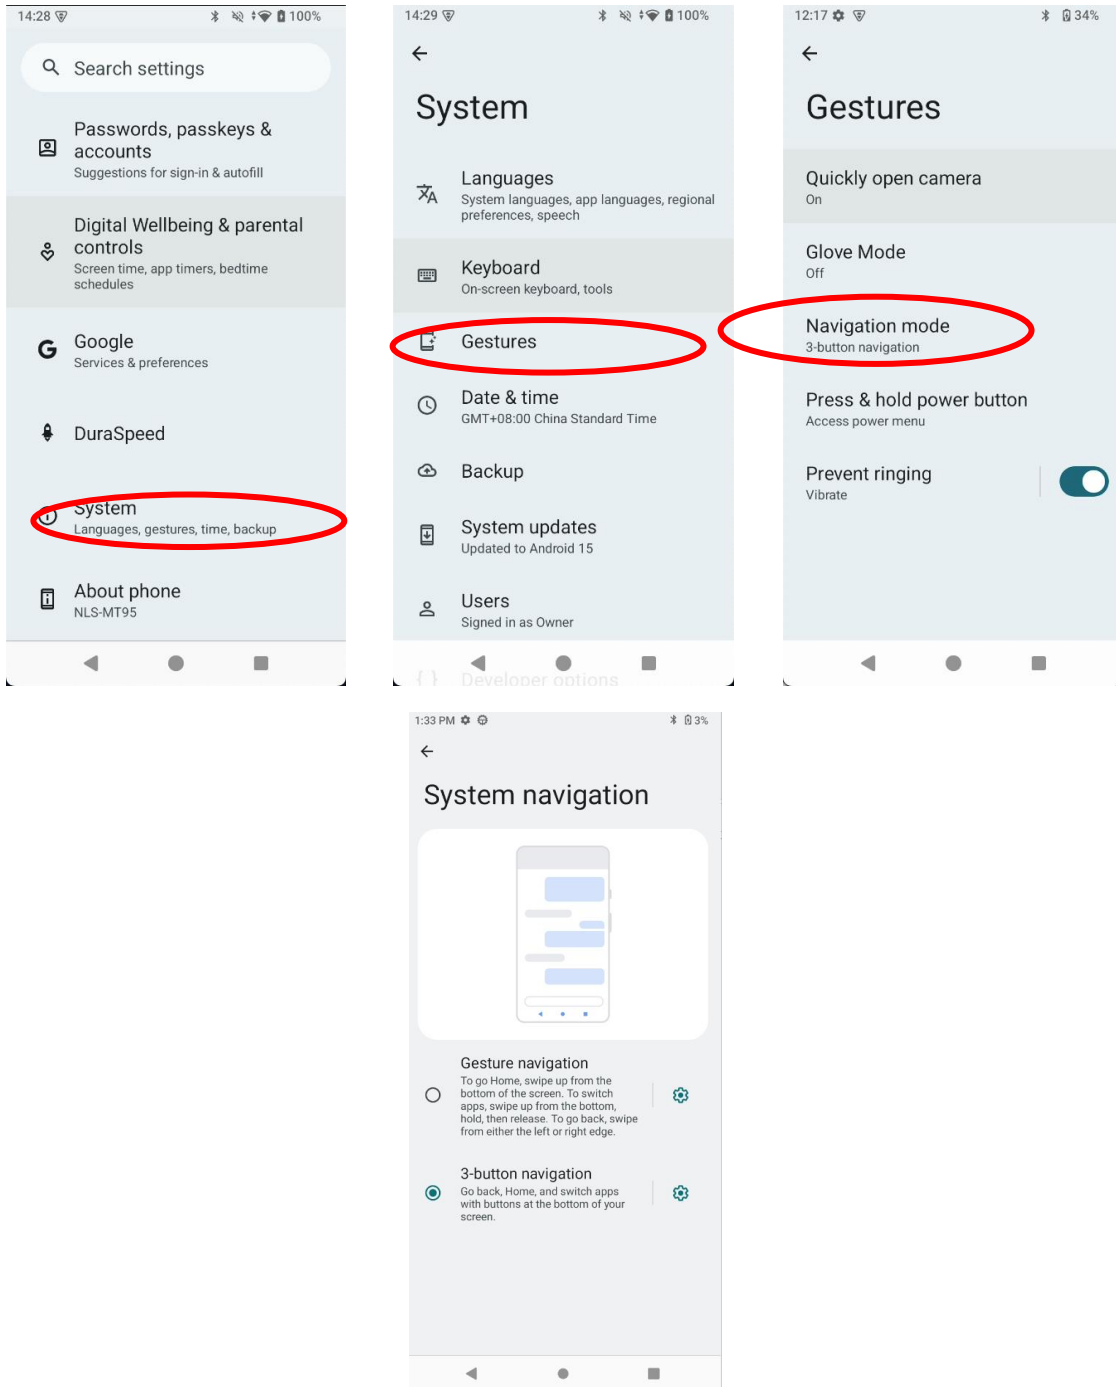 14:28
100%
Search settings
Passwords, passkeys &
accounts
Suggestions for sign-in & autofill
Digital Wellbeing & parental
controls
Screen time, app timers, bedtime
schedules
Google
Services & preferences
DuraSpeed
System
Languages, gestures, time, backup
About phone
NLS-MT95
14:29
100%
System
Languages
System languages, app languages, regional
preferences, speech
Keyboard
On-screen keyboard, tools
Gestures
Date & time
GMT+08:00 China Standard Time
Backup
System updates
Updated to Android 15
Users
Signed in as Owner
{ } Developer options
12:17
34%
Gestures
Quickly open camera
On
Glove Mode
Off
Navigation mode
3-button navigation
Press & hold power button
Access power menu
Prevent ringing
Vibrate
1:33 PM
3%
System navigation
Gesture navigation
To go Home, swipe up from the
bottom of the screen. To switch
apps, swipe up from the bottom,
hold, then release. To go back, swipe
from either the left or right edge.
3-button navigation
Go back, Home, and switch apps
with buttons at the bottom of your
screen.